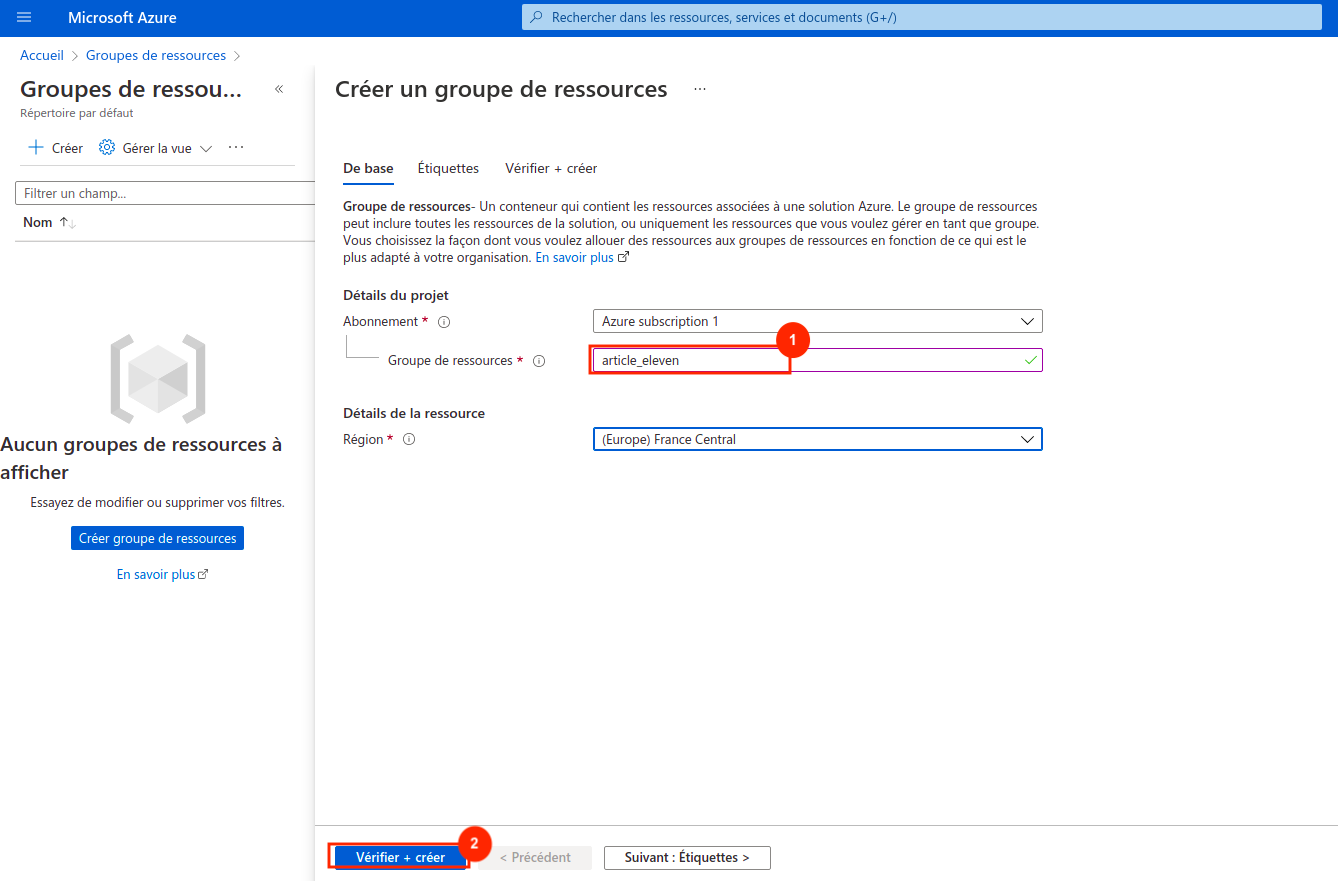 Microsoft Azure
Rechercher dans les ressources, services et documents (G+/)
Accueil > Groupes de ressources >
Groupes de ressou... «
Répertoire par défaut
+ Créer Gérer la vue ...
Filtrer un champ...
Nom ↑↓
Aucun groupes de ressources à
afficher
Essayez de modifier ou supprimer vos filtres.
Créer groupe de ressources
En savoir plus
Créer un groupe de ressources ...
De base Étiquettes Vérifier + créer
Groupe de ressources- Un conteneur qui contient les ressources associées à une solution Azure. Le groupe de ressources
peut inclure toutes les ressources de la solution, ou uniquement les ressources que vous voulez gérer en tant que groupe.
Vous choisissez la façon dont vous voulez allouer des ressources aux groupes de ressources en fonction de ce qui est le
plus adapté à votre organisation. En savoir plus
Détails du projet
Abonnement * Azure subscription 1
1
Groupe de ressources * article_eleven
Détails de la ressource
Région * (Europe) France Central
2
Vérifier + créer < Précédent Suivant : Étiquettes >